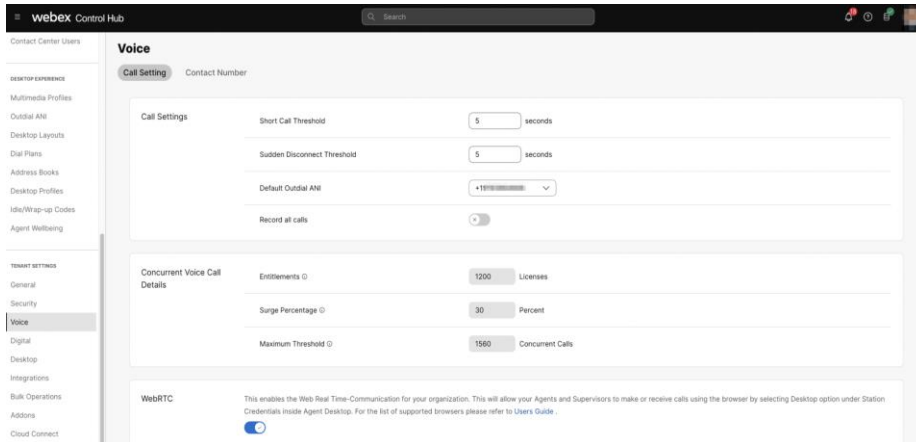 webex Control Hub
Search
Contact Center Users
DESKTOP EXPERIENCE
Multimedia Profiles
Outdial ANI
Desktop Layouts
Dial Plans
Address Books
Desktop Profiles
Idle/Wrap-up Codes
Agent Wellbeing
TENANT SETTINGS
General
Security
Voice
Digital
Desktop
Integrations
Bulk Operations
Addons
Cloud Connect
Voice
Call Setting Contact Number
Call Settings
Short Call Threshold 5 seconds
Sudden Disconnect Threshold 5 seconds
Default Outdial ANI
Record all calls
Concurrent Voice Call
Details
Entitlements 1200 Licenses
Surge Percentage 30 Percent
Maximum Threshold 1560 Concurrent Calls
WebRTC
This enables the Web Real Time-Communication for your organization. This will allow your Agents and Supervisors to make or receive calls using the browser by selecting Desktop option under Station
Credentials inside Agent Desktop. For the list of supported browsers please refer to Users Guide .